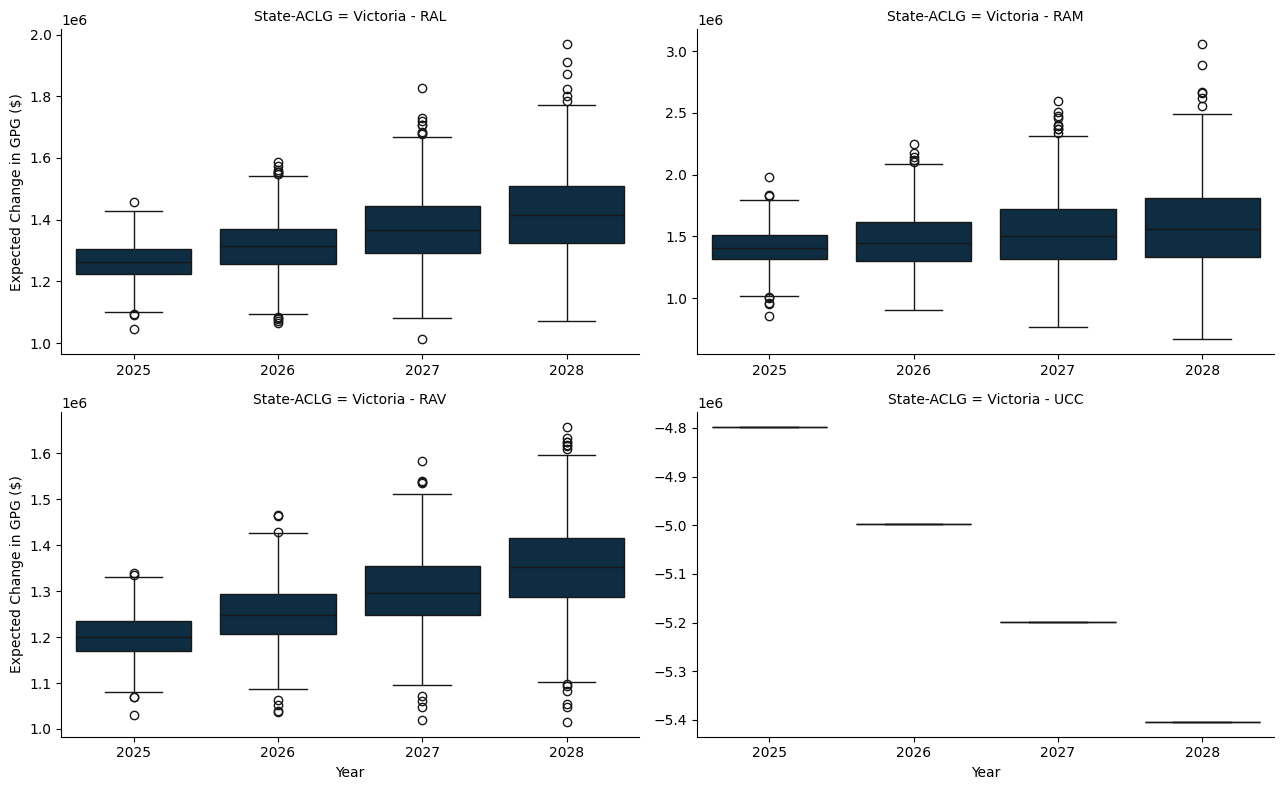 State-ACLG = Victoria - RAL
1e6
Expected Change in GPG ($)
2.0
1.8
1.6
1.4
1.2
1.0
2025 2026 2027 2028
State-ACLG = Victoria - RAM
1e6
3.0
2.5
2.0
1.5
1.0
2025 2026 2027 2028
State-ACLG = Victoria - RAV
1e6
Expected Change in GPG ($)
1.6
1.5
1.4
1.3
1.2
1.1
1.0
2025 2026 2027 2028
Year
State-ACLG = Victoria - UCC
1e6
−4.8
−4.9
−5.0
−5.1
−5.2
−5.3
−5.4
2025 2026 2027 2028
Year